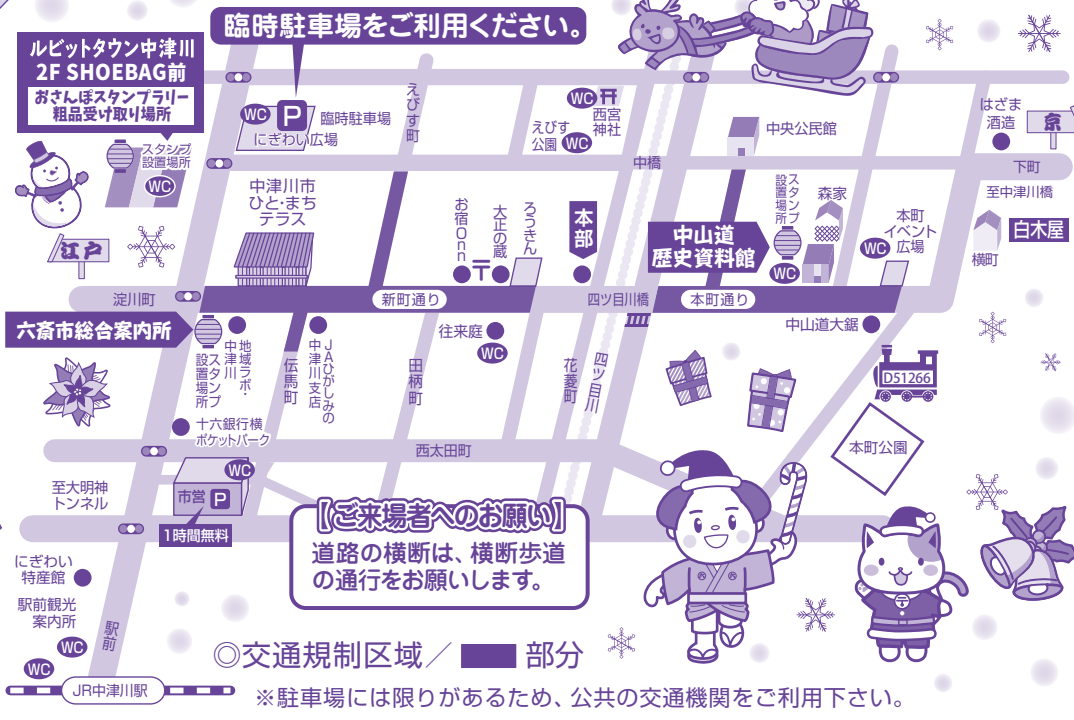 臨時駐車場をご利用ください。
ルビットタウン中津川
2F SHOEBAG前
おさんぽスタンプラリー
粗品受け取り場所
スタンプ
設置場所
WC
WC
P
臨時駐車場
にぎわい広場
えびす町
WC
西宮
神社
えびす
公園
WC
中央公民館
はざま
酒造
京
中橋
下町
至中津川橋
江戸
中津川市
ひと・まち
テラス
お宿Onn
〒
大正の蔵
ろうきん
本部
中山道
歴史資料館
スタンプ
設置場所
WC
森家
本町
イベント
広場
WC
白木屋
横町
淀川町
新町通り
四ツ目川橋
本町通り
六斎市総合案内所
スタンプ
設置場所
地域ラボ・
中津川
伝馬町
JAひがしみの
中津川支店
田柄町
往来庭
WC
花菱町
四ツ目川
中山道大鋸
D51266
本町公園
十六銀行横
ポケットパーク
西太田町
至大明神
トンネル
WC
市営
P
1時間無料
【ご来場者へのお願い】
道路の横断は、横断歩道
の通行をお願いします。
にぎわい
特産館
駅前観光
案内所
WC
WC
駅前
JR中津川駅
〒
◎交通規制区域／ 部分
※駐車場には限りがあるため、公共の交通機関をご利用下さい。